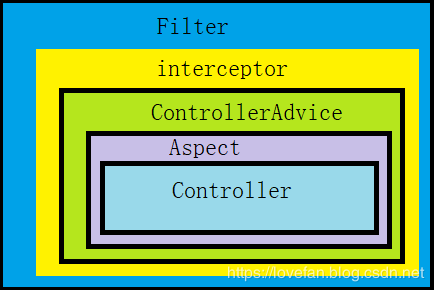 Filter
interceptor
ControllerAdvice
Aspect
Controller
https://lovefan.blog.csdn.net